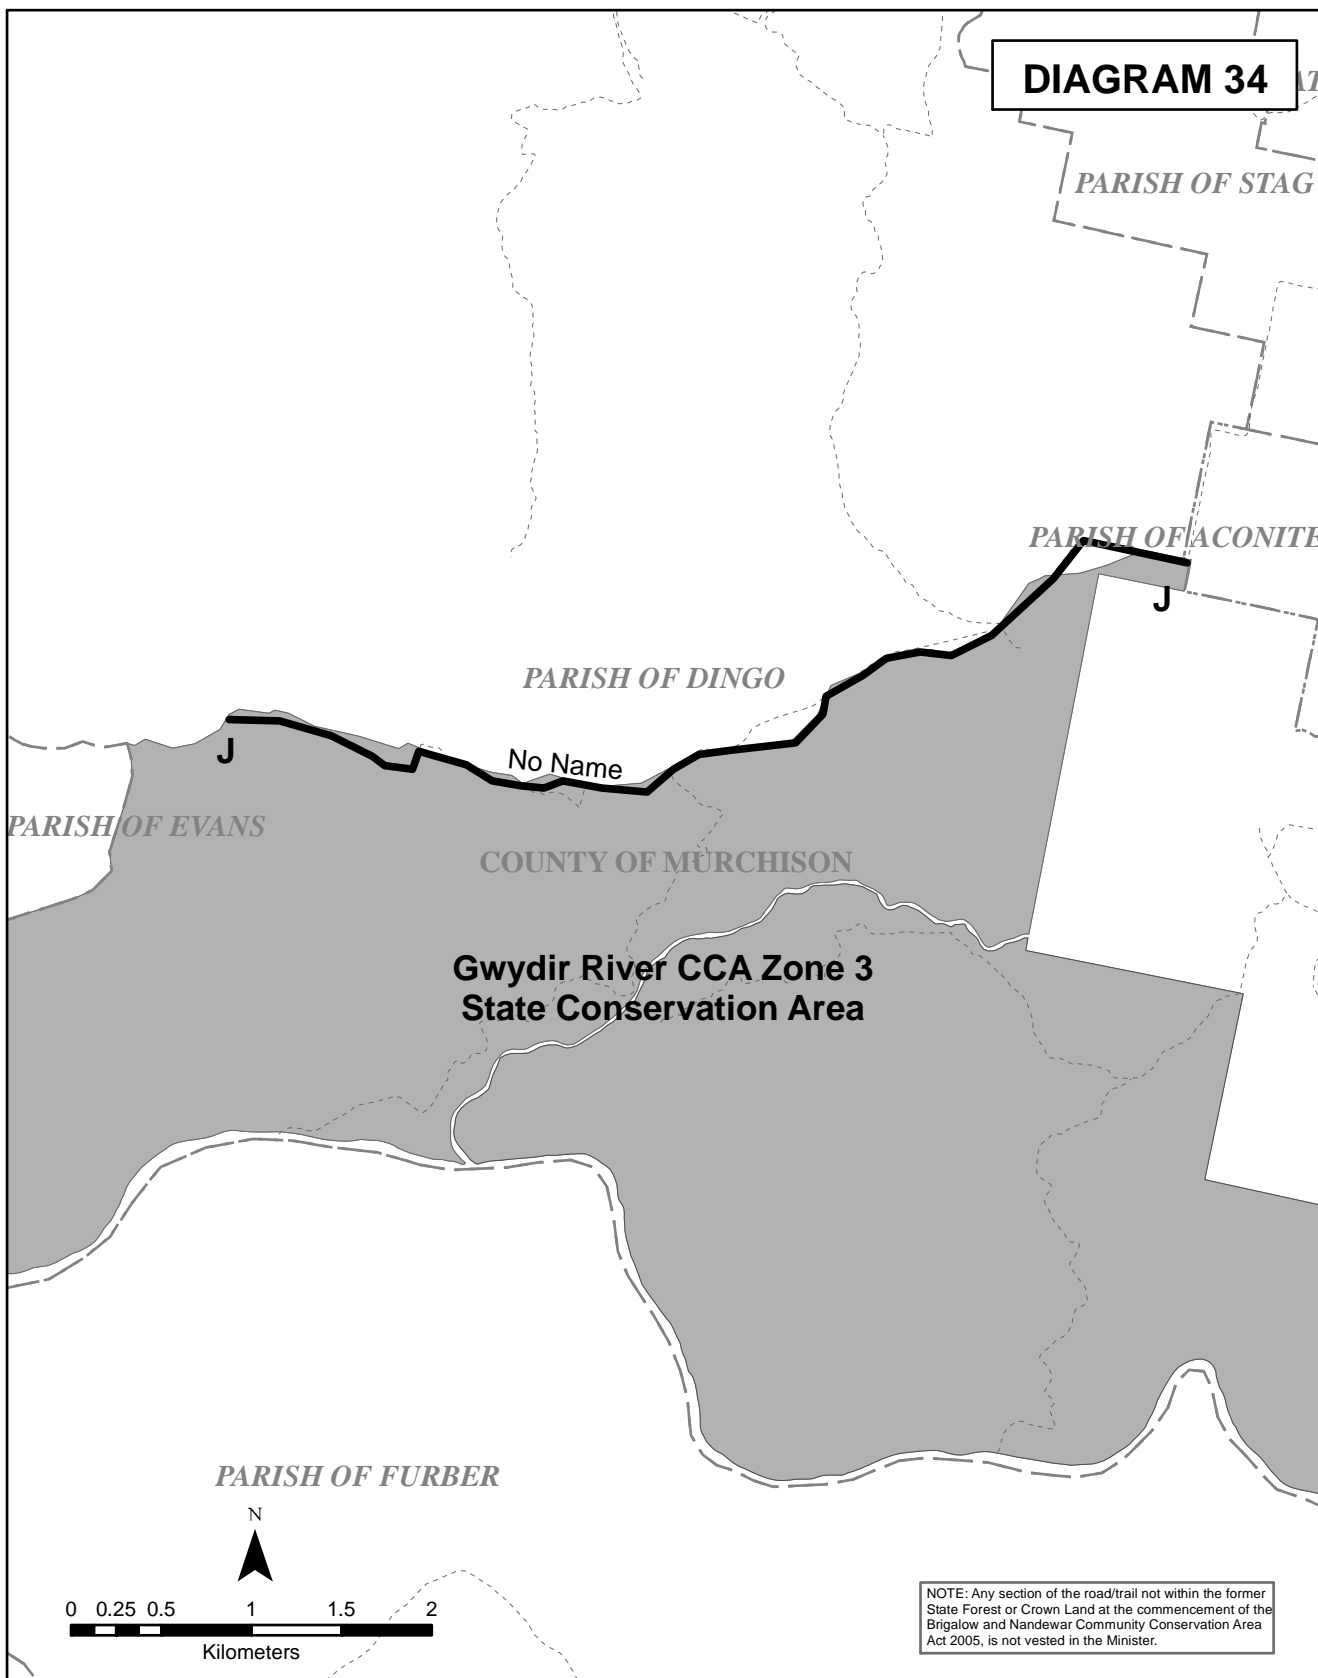 DIAGRAM 34
PARISH OF STAG
PARISH OF ACONITE
J
PARISH OF DINGO
J
No Name
PARISH OF EVANS
COUNTY OF MURCHISON
Gwydir River CCA Zone 3
State Conservation Area
PARISH OF FURBER
N
0 0.25 0.5 1 1.5 2
Kilometers
NOTE: Any section of the road/trail not within the former
State Forest or Crown Land at the commencement of the
Brigalow and Nandewar Community Conservation Area
Act 2005, is not vested in the Minister.